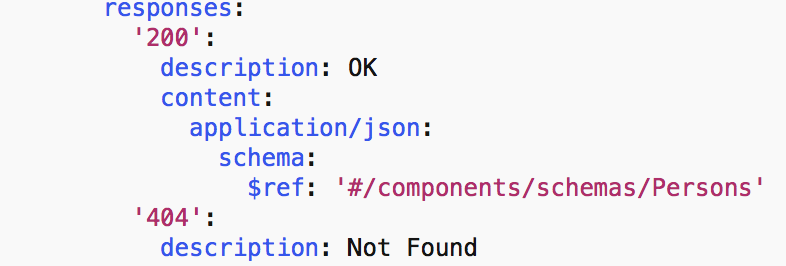 responses:
'200':
description: OK
content:
application/json:
schema:
$ref: '#/components/schemas/Persons'
'404':
description: Not Found